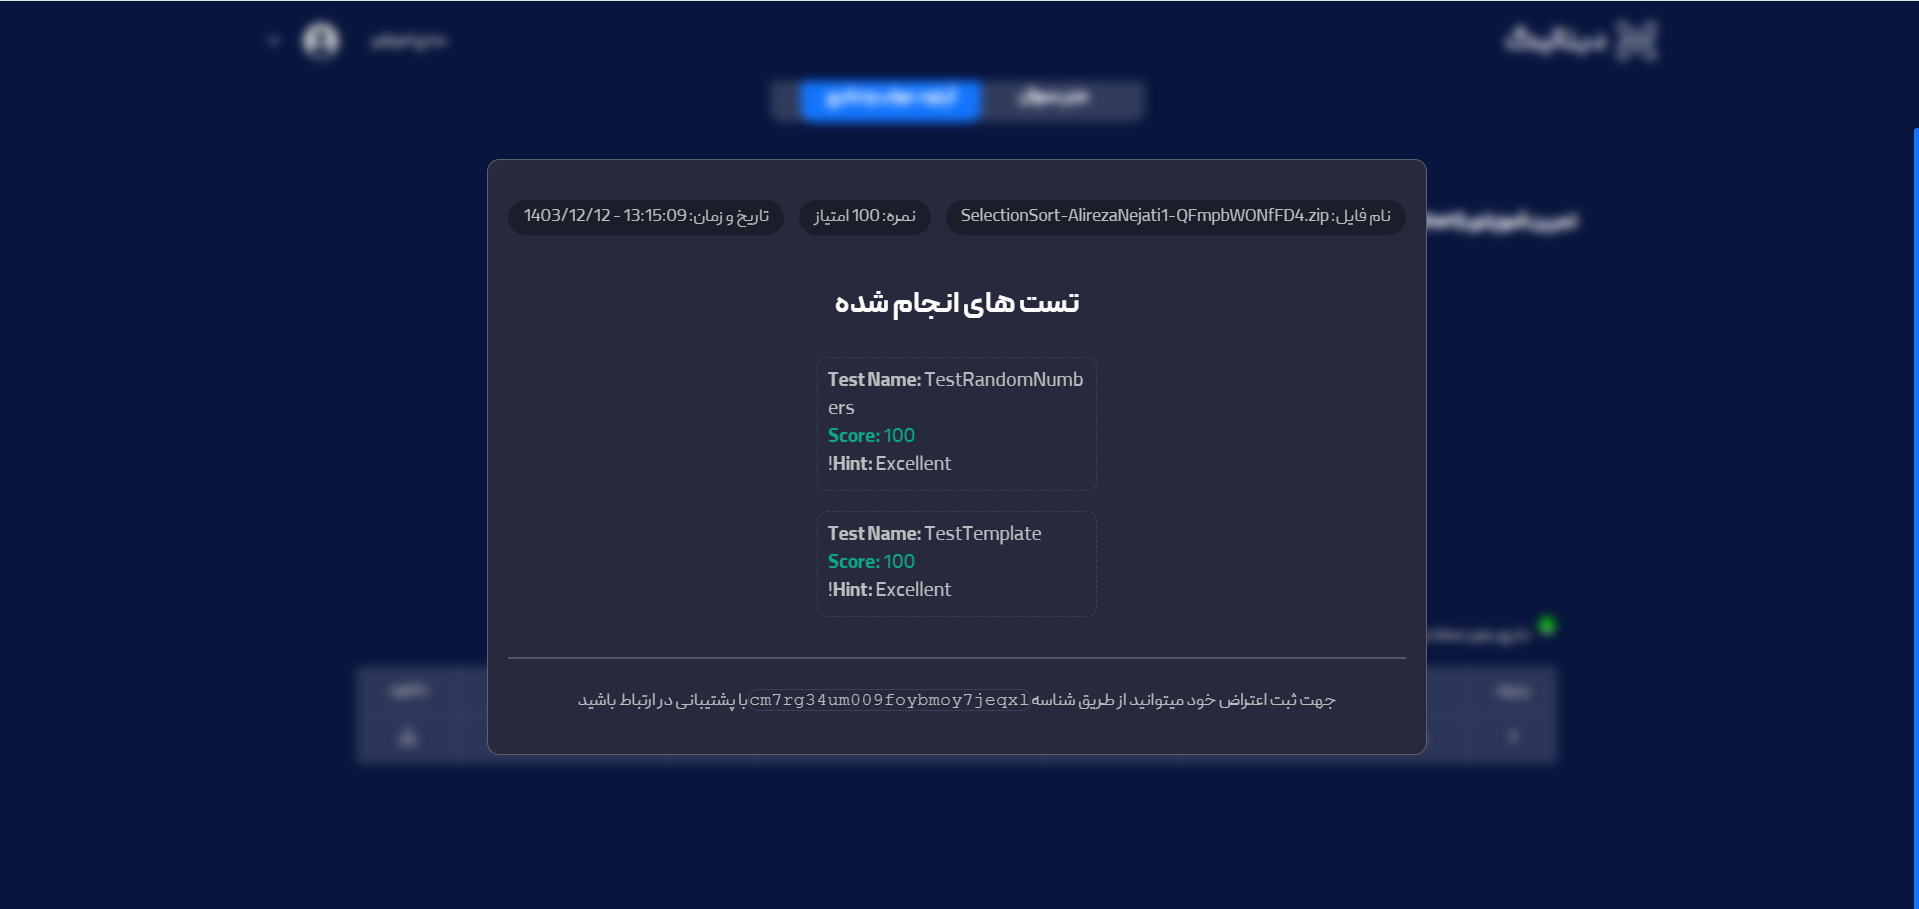 نام فایل: SelectionSort-AlirezaNejati1-QFmpbWONfFD4.zip
نمره: 100 امتیاز
تاریخ و زمان: 13:15:09 - 1403/12/12
تست های انجام شده
Test Name: TestRandomNumb
ers
Score: 100
!Hint: Excellent
Test Name: TestTemplate
Score: 100
!Hint: Excellent
جهت ثبت اعتراض خود میتوانید از طریق شناسه cm7rg34um009foybmoy7jeqxl با پشتیبانی در ارتباط باشید